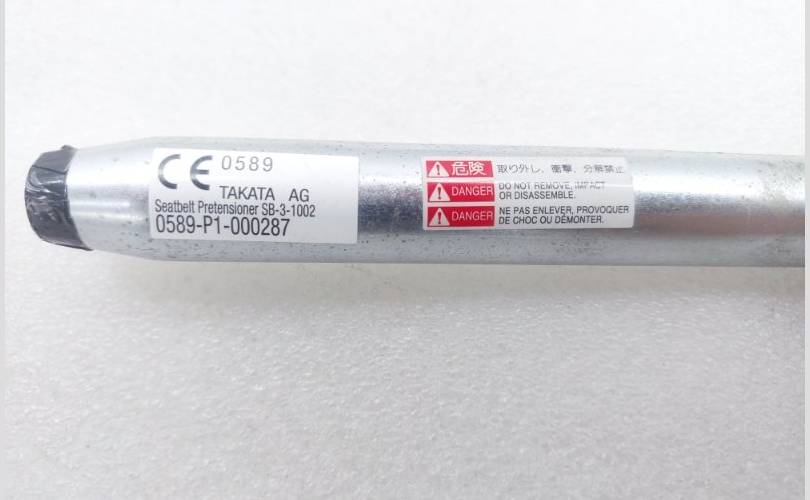 CE 0589
TAKATA AG
Seatbelt Pretensioner SB-3-1002
0589-P1-000287
危険 取り外し、衝撃、分解禁止
DANGER DO NOT REMOVE, IMPACT
OR DISASSEMBLE.
DANGER NE PAS ENLEVER, PROVOQUER
DE CHOC OU DÉMONTER.